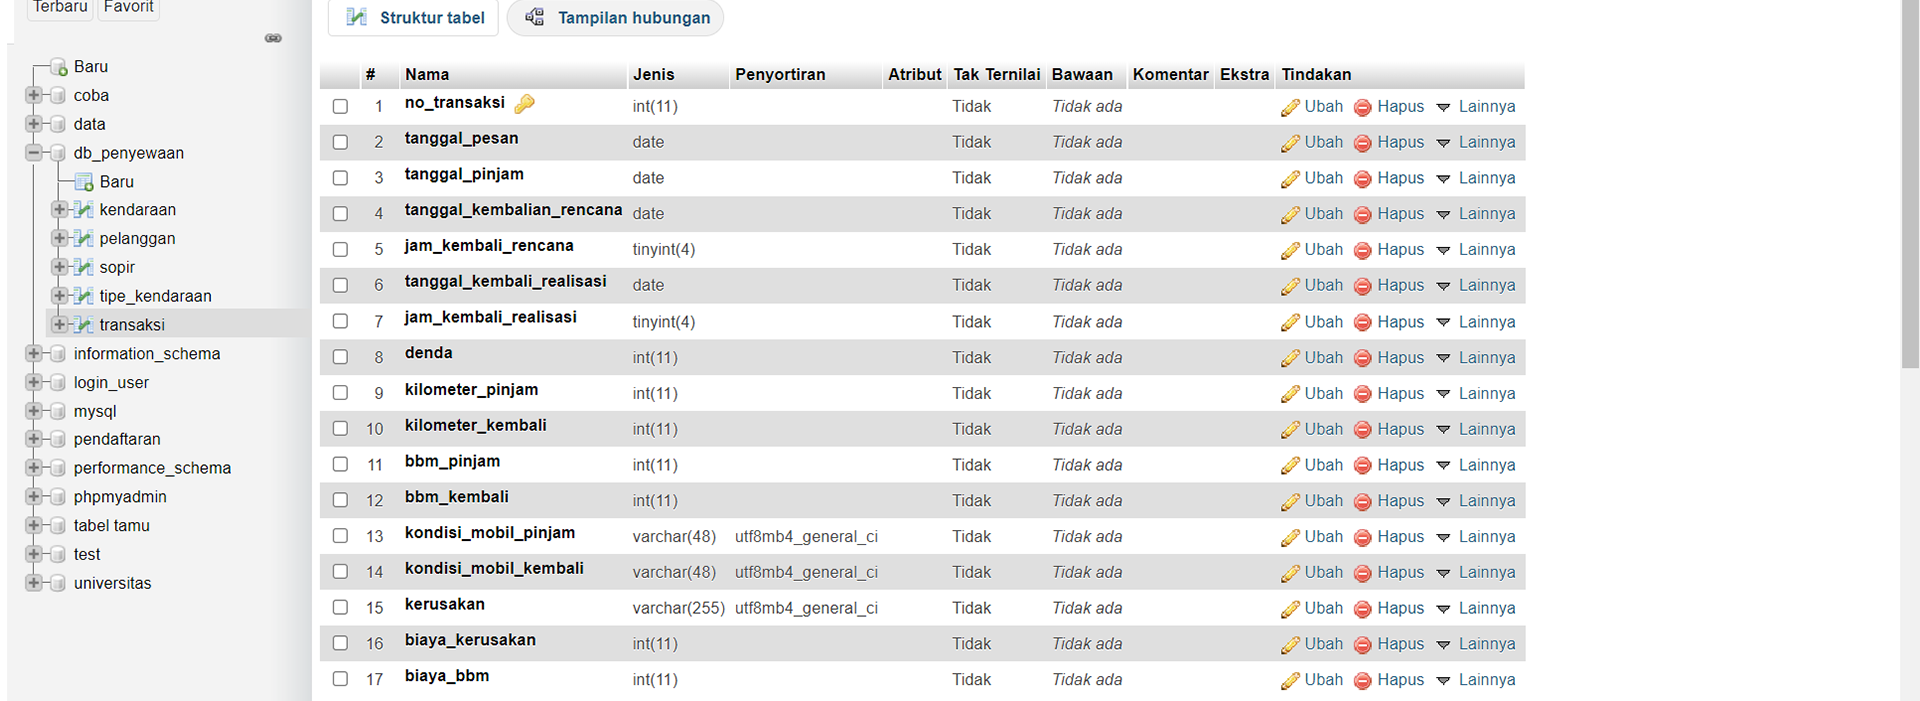 Terbaru Favorit
Baru
coba
data
db_penyewaan
Baru
kendaraan
pelanggan
sopir
tipe_kendaraan
transaksi
information_schema
login_user
mysql
pendaftaran
performance_schema
phpmyadmin
tabel tamu
test
universitas
Struktur tabel Tampilan hubungan
# Nama Jenis Penyortiran Atribut Tak Ternilai Bawaan Komentar Ekstra Tindakan
1 no_transaksi int(11) Tidak Tidak ada Ubah Hapus Lainnya
2 tanggal_pesan date Tidak Tidak ada Ubah Hapus Lainnya
3 tanggal_pinjam date Tidak Tidak ada Ubah Hapus Lainnya
4 tanggal_kembalian_rencana date Tidak Tidak ada Ubah Hapus Lainnya
5 jam_kembali_rencana tinyint(4) Tidak Tidak ada Ubah Hapus Lainnya
6 tanggal_kembali_realisasi date Tidak Tidak ada Ubah Hapus Lainnya
7 jam_kembali_realisasi tinyint(4) Tidak Tidak ada Ubah Hapus Lainnya
8 denda int(11) Tidak Tidak ada Ubah Hapus Lainnya
9 kilometer_pinjam int(11) Tidak Tidak ada Ubah Hapus Lainnya
10 kilometer_kembali int(11) Tidak Tidak ada Ubah Hapus Lainnya
11 bbm_pinjam int(11) Tidak Tidak ada Ubah Hapus Lainnya
12 bbm_kembali int(11) Tidak Tidak ada Ubah Hapus Lainnya
13 kondisi_mobil_pinjam varchar(48) utf8mb4_general_ci Tidak Tidak ada Ubah Hapus Lainnya
14 kondisi_mobil_kembali varchar(48) utf8mb4_general_ci Tidak Tidak ada Ubah Hapus Lainnya
15 kerusakan varchar(255) utf8mb4_general_ci Tidak Tidak ada Ubah Hapus Lainnya
16 biaya_kerusakan int(11) Tidak Tidak ada Ubah Hapus Lainnya
17 biaya_bbm int(11) Tidak Tidak ada Ubah Hapus Lainnya